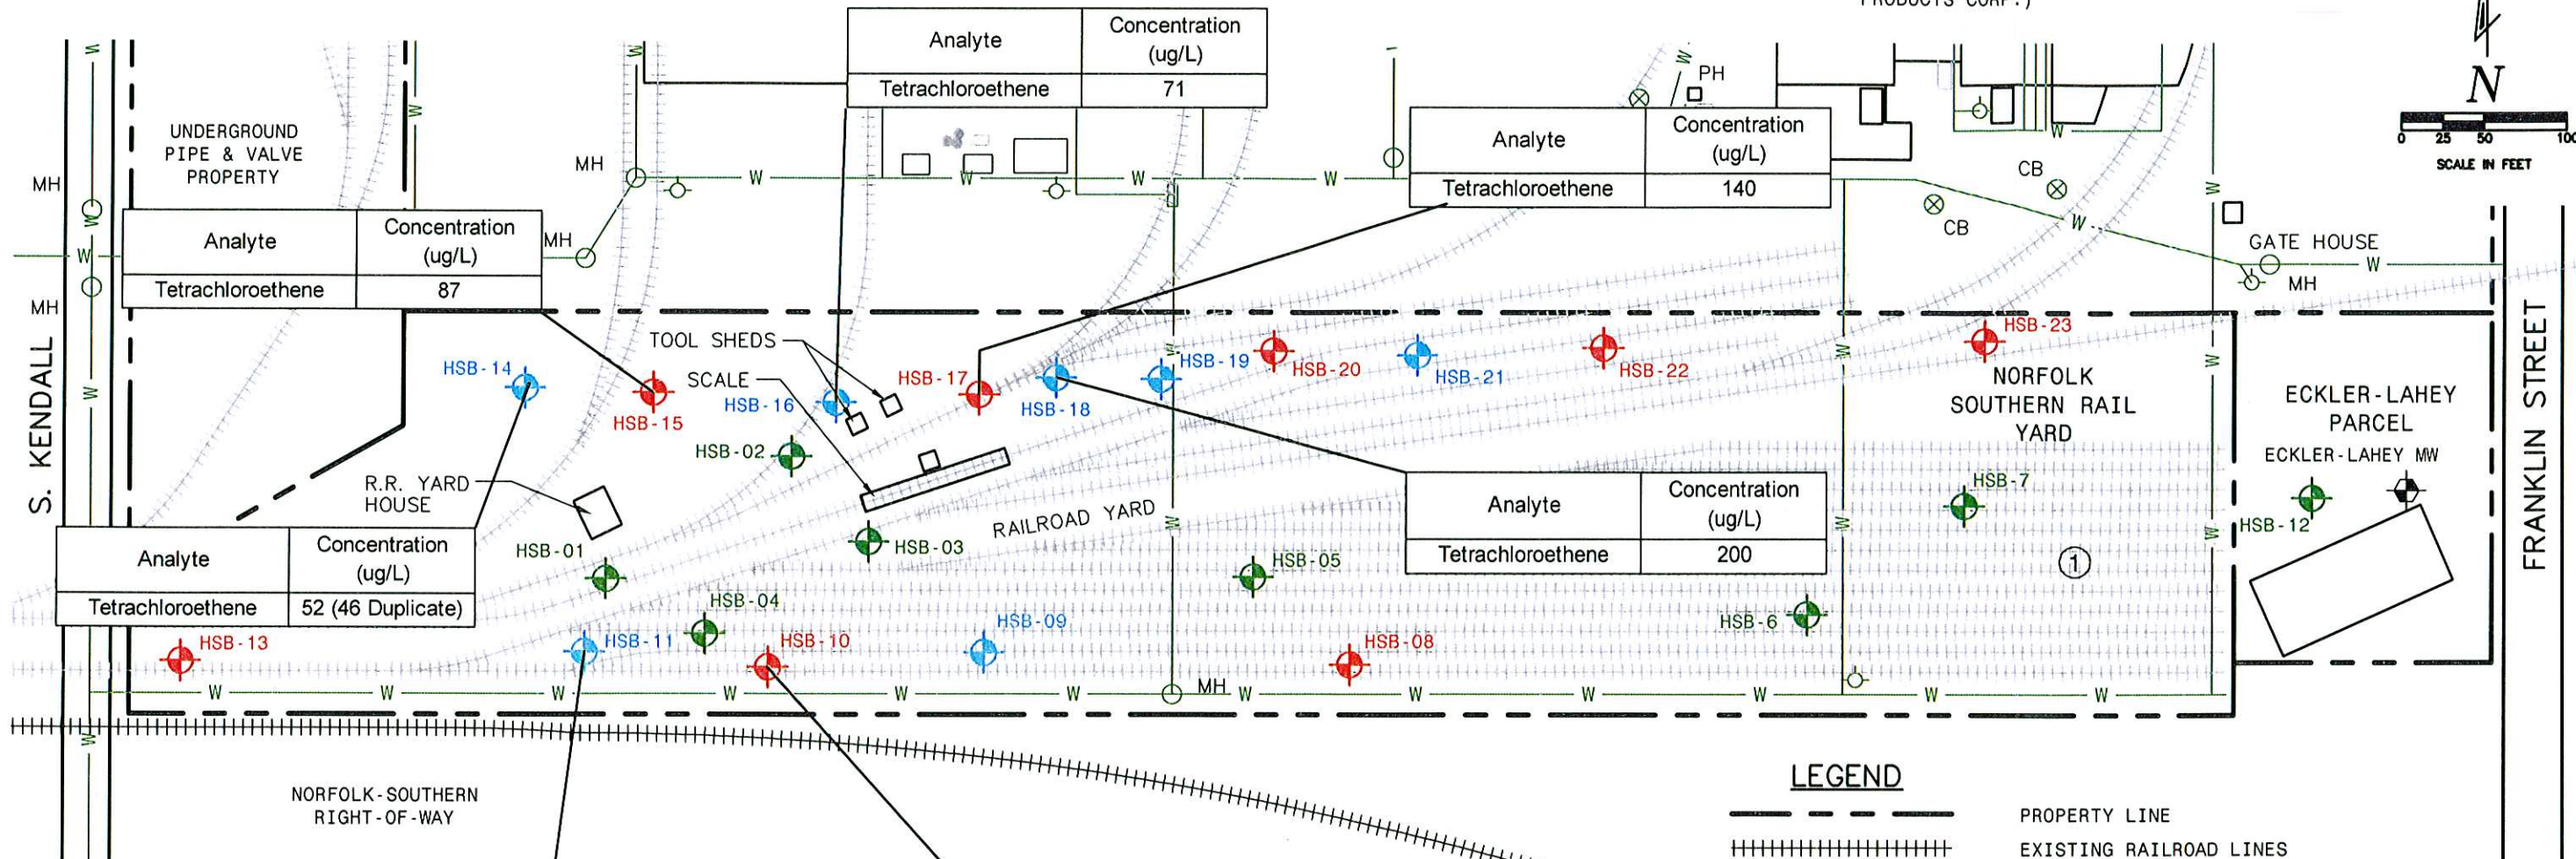 PRODUCTS CORP.)
N
0 25 50 100
SCALE IN FEET
Analyte
Concentration
(ug/L)
Tetrachloroethene
71
PH
UNDERGROUND
PIPE & VALVE
PROPERTY
MH
MH
Analyte
Concentration
(ug/L)
Tetrachloroethene
140
CB
CB
W W W W W
Analyte
Concentration
(ug/L)
Tetrachloroethene
87
MH
GATE HOUSE
W
MH
MH
S. KENDALL
TOOL SHEDS
SCALE
HSB-14
HSB-15
HSB-16
HSB-17
HSB-18
HSB-19
HSB-20
HSB-21
HSB-22
HSB-23
NORFOLK
SOUTHERN RAIL
YARD
ECKLER-LAHEY
PARCEL
ECKLER-LAHEY MW
FRANKLIN STREET
HSB-02
R.R. YARD
HOUSE
RAILROAD YARD
Analyte
Concentration
(ug/L)
Tetrachloroethene
200
HSB-7
HSB-12
Analyte
Concentration
(ug/L)
Tetrachloroethene
52 (46 Duplicate)
HSB-01
HSB-03
HSB-05
1
HSB-04
HSB-6
HSB-13
HSB-11
HSB-10
HSB-09
HSB-08
MH
W W W W W W W W W W W W
NORFOLK-SOUTHERN
RIGHT-OF-WAY
LEGEND
PROPERTY LINE
EXISTING RAILROAD LINES